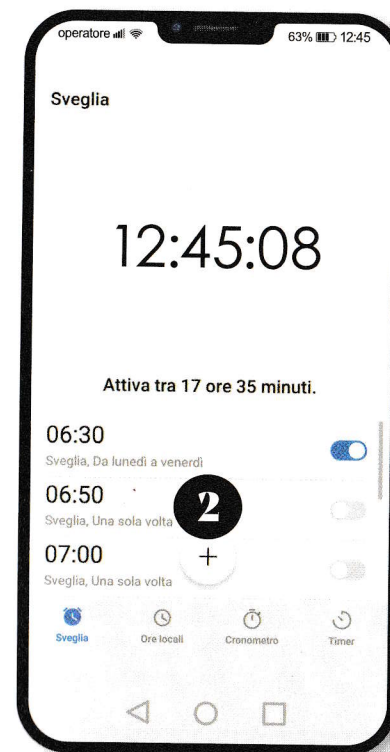 operatore 63% 12:45
Sveglia
12:45:08
Attiva tra 17 ore 35 minuti.
06:30
Sveglia, Da lunedì a venerdì
06:50
Sveglia, Una sola volta
2
07:00
Sveglia, Una sola volta
+
Sveglia Ore locali Cronometro Timer